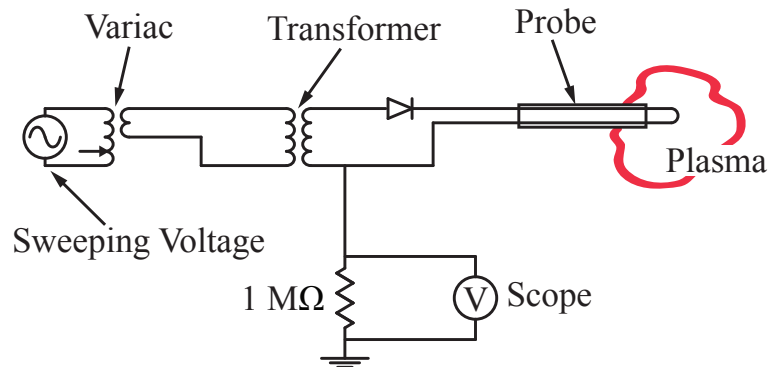 Variac
Transformer
Probe
Plasma
Sweeping Voltage
1 MΩ
V
Scope